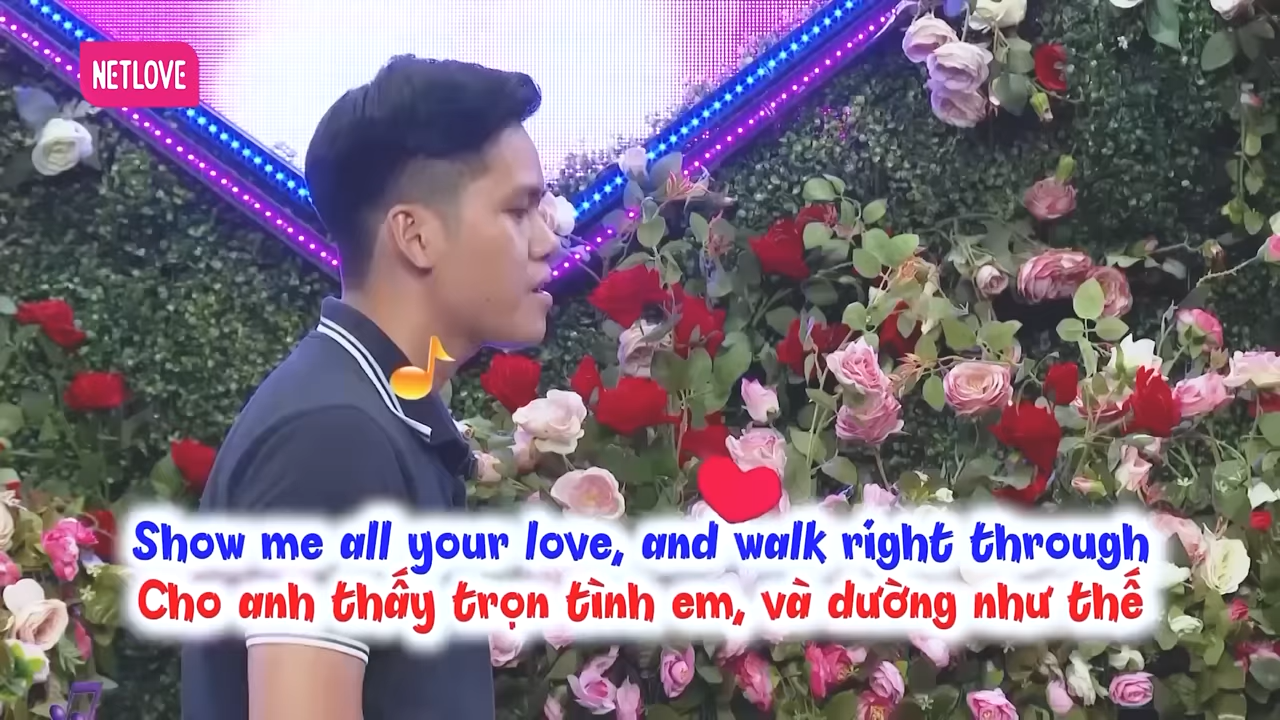 NETLOVE
Show me all your love, and walk right through
Cho anh thấy trọn tình em, và dường như thế